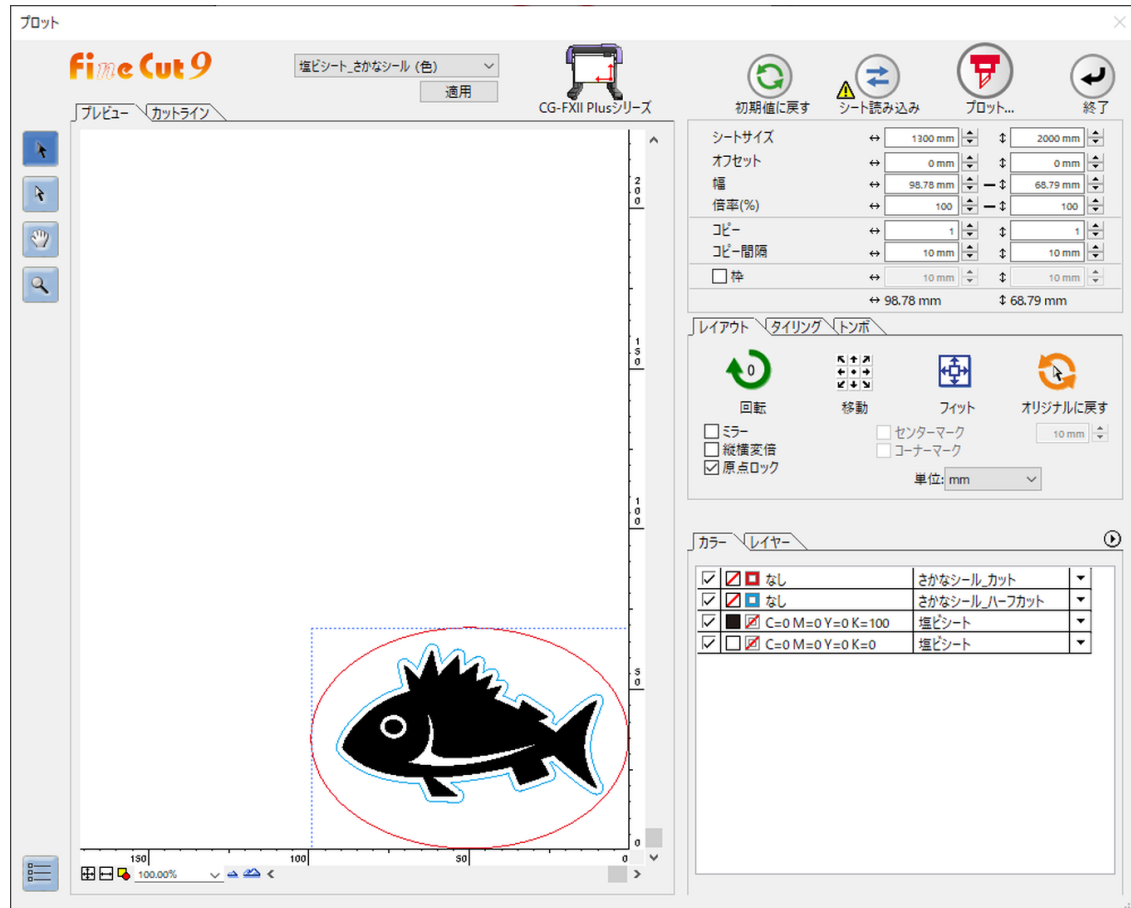 プロット
Fine Cut 9
塩ビシート_さかなシール (色)
適用
CG-FXII Plusシリーズ
初期値に戻す
シート読み込み
プロット...
終了
プレビュー カットライン
シートサイズ 1300 mm 2000 mm
オフセット 0 mm 0 mm
幅 98.78 mm 68.79 mm
倍率(%) 100 100
コピー 1 1
コピー間隔 10 mm 10 mm
枠 10 mm 10 mm
98.78 mm 68.79 mm
レイアウト タイリング トンボ
0
回転 移動 フィット オリジナルに戻す
ミラー センターマーク 10 mm
縦横変倍 コーナーマーク
原点ロック
単位: mm
カラー レイヤー
なし さかなシール_カット
なし さかなシール_ハーフカット
C=0 M=0 Y=0 K=100 塩ビシート
C=0 M=0 Y=0 K=0 塩ビシート
200
150
100
50
0
150 100 50 0
100.00%